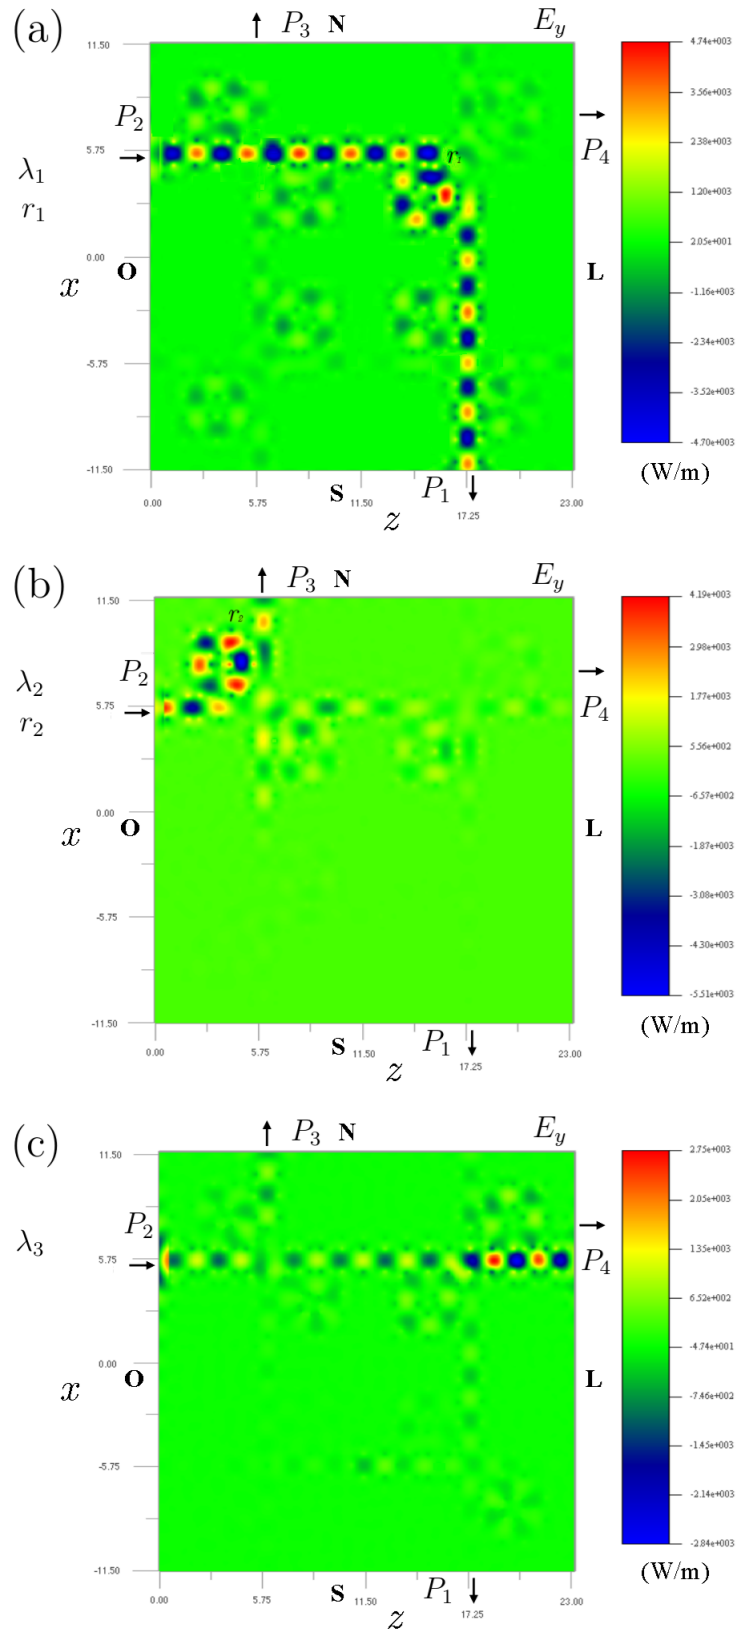 (a) P3 N Ey
11.50 4.74e+003
3.56e+003
P2 2.38e+003
5.75 r1 P4
λ1 1.20e+003
r1
0.00 2.05e+001
x O L -1.16e+003
-2.34e+003
-5.75 -3.52e+003
-4.70e+003
-11.50 (W/m)
0.00 5.75 S 11.50 P1 17.25 23.00
z
(b) P3 N Ey
11.50 4.19e+003
r2 2.98e+003
P2
λ2 5.75 P4 1.77e+003
r2 5.56e+002
0.00 -6.57e+002
x O L -1.87e+003
-3.08e+003
-5.75 -4.30e+003
-5.51e+003
-11.50 (W/m)
0.00 5.75 S 11.50 P1 17.25 23.00
z
(c) P3 N Ey
11.50 2.75e+003
2.05e+003
P2
λ3 5.75 P4 1.35e+003
6.52e+002
0.00 -4.74e+001
x O L -7.46e+002
-1.45e+003
-5.75 -2.14e+003
-2.84e+003
-11.50 (W/m)
0.00 5.75 S 11.50 P1 17.25 23.00
z